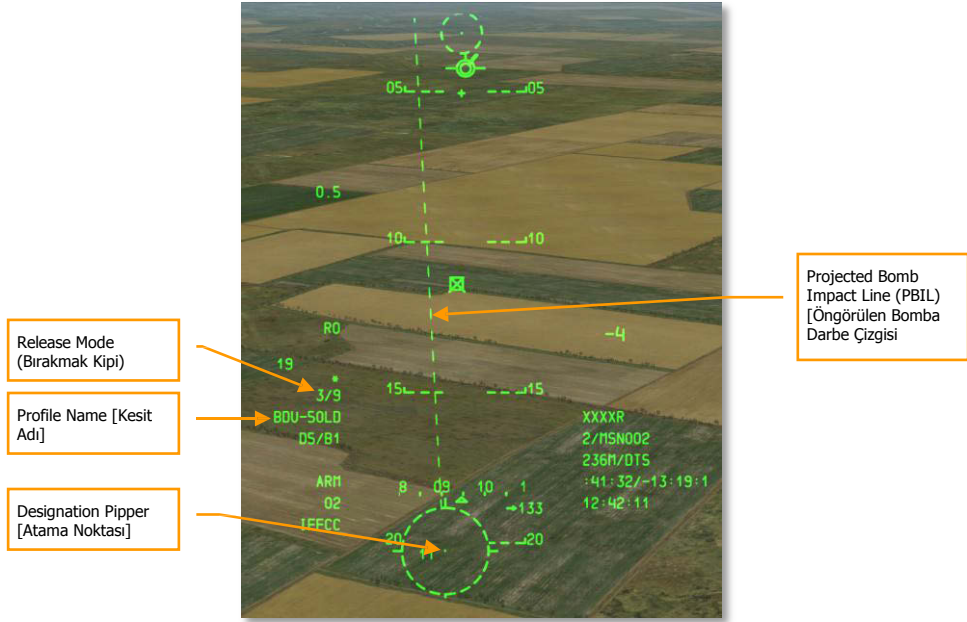 05 05
0.5
10 10
R0
-4
19
3/9
15 15
BDU-50LD
D5/B1
XXXXR
2/MSN002
236M/DTS
ARM
8 09 10 1
:41:32/-13:19:1
02
→133
12:42:11
IFFCC
20 20
Release Mode
(Bırakmak Kipi)
Profile Name [Kesit
Adı]
Designation Pipper
[Atama Noktası]
Projected Bomb
Impact Line (PBIL)
[Öngörülen Bomba
Darbe Çizgisi